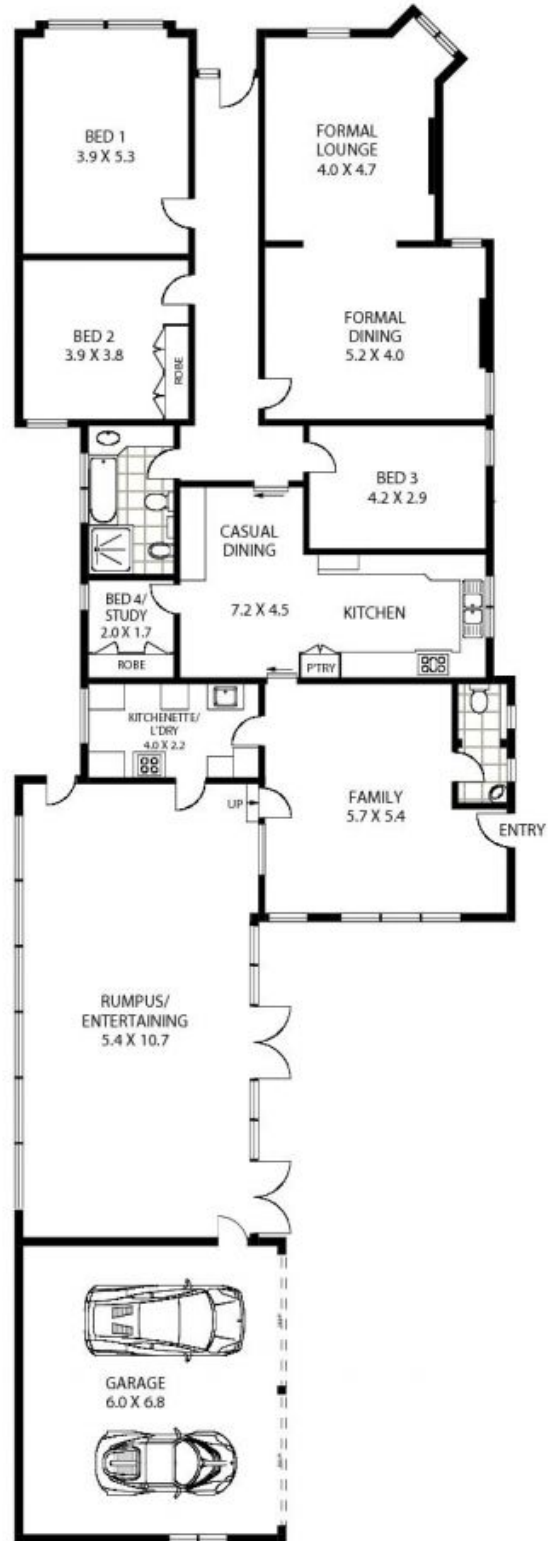 BED 1
3.9 X 5.3
FORMAL
LOUNGE
4.0 X 4.7
BED 2
3.9 X 3.8
ROBE
FORMAL
DINING
5.2 X 4.0
BED 3
4.2 X 2.9
CASUAL
DINING
7.2 X 4.5
KITCHEN
BED 4/
STUDY
2.0 X 1.7
ROBE
P'TRY
KITCHENETTE/
L'DRY
4.0 X 2.2
UP
FAMILY
5.7 X 5.4
ENTRY
RUMPUS/
ENTERTAINING
5.4 X 10.7
GARAGE
6.0 X 6.8